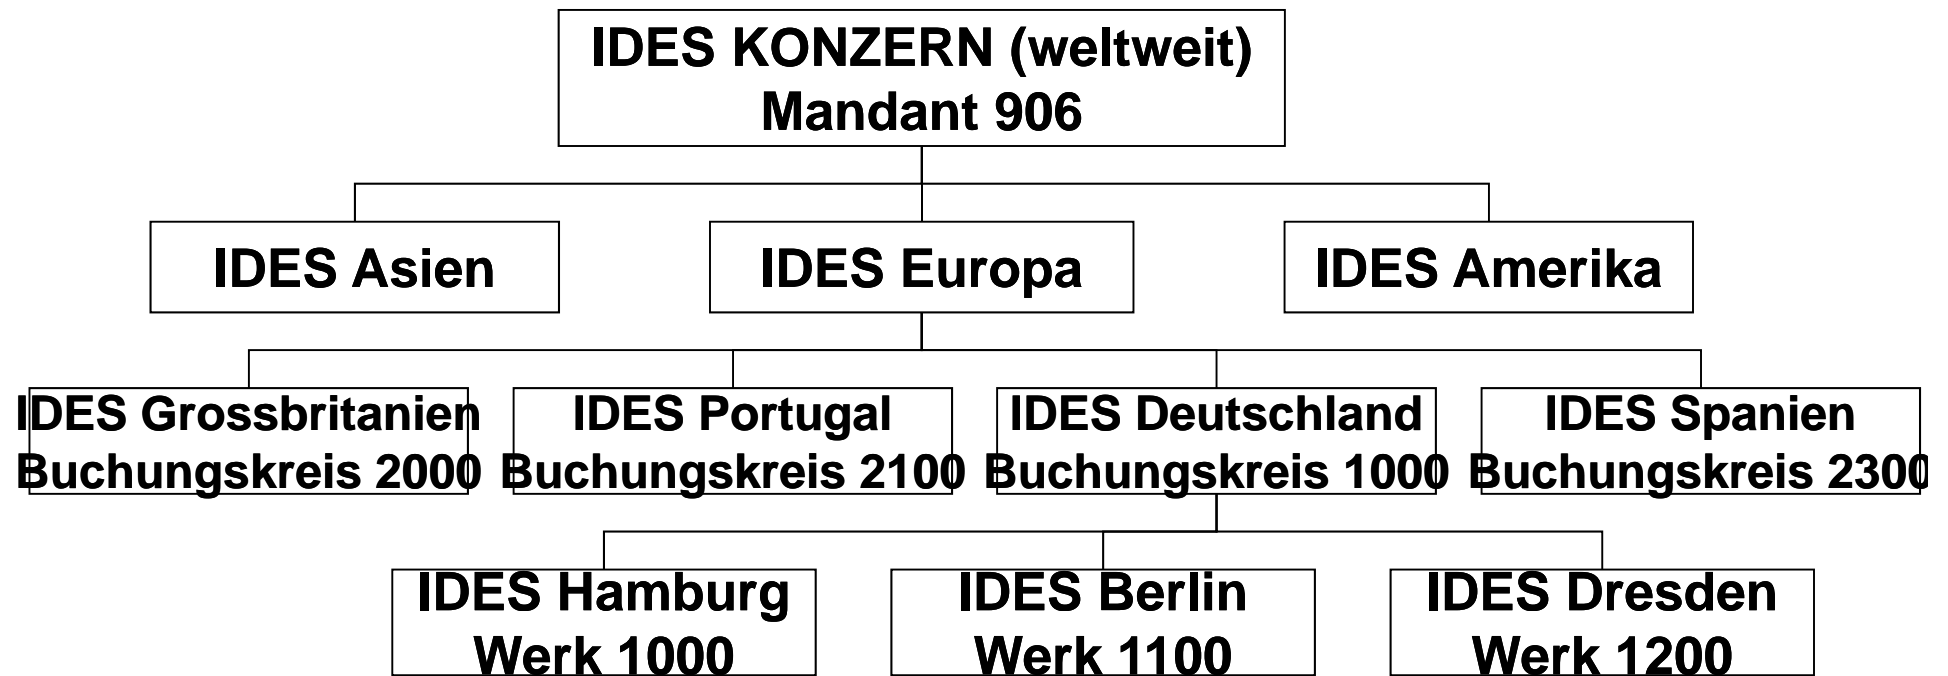 IDES KONZERN (weltweit)
Mandant 906
IDES Asien
IDES Europa
IDES Amerika
IDES Grossbritanien
Buchungskreis 2000
IDES Portugal
Buchungskreis 2100
IDES Deutschland
Buchungskreis 1000
IDES Spanien
Buchungskreis 2300
IDES Hamburg
Werk 1000
IDES Berlin
Werk 1100
IDES Dresden
Werk 1200